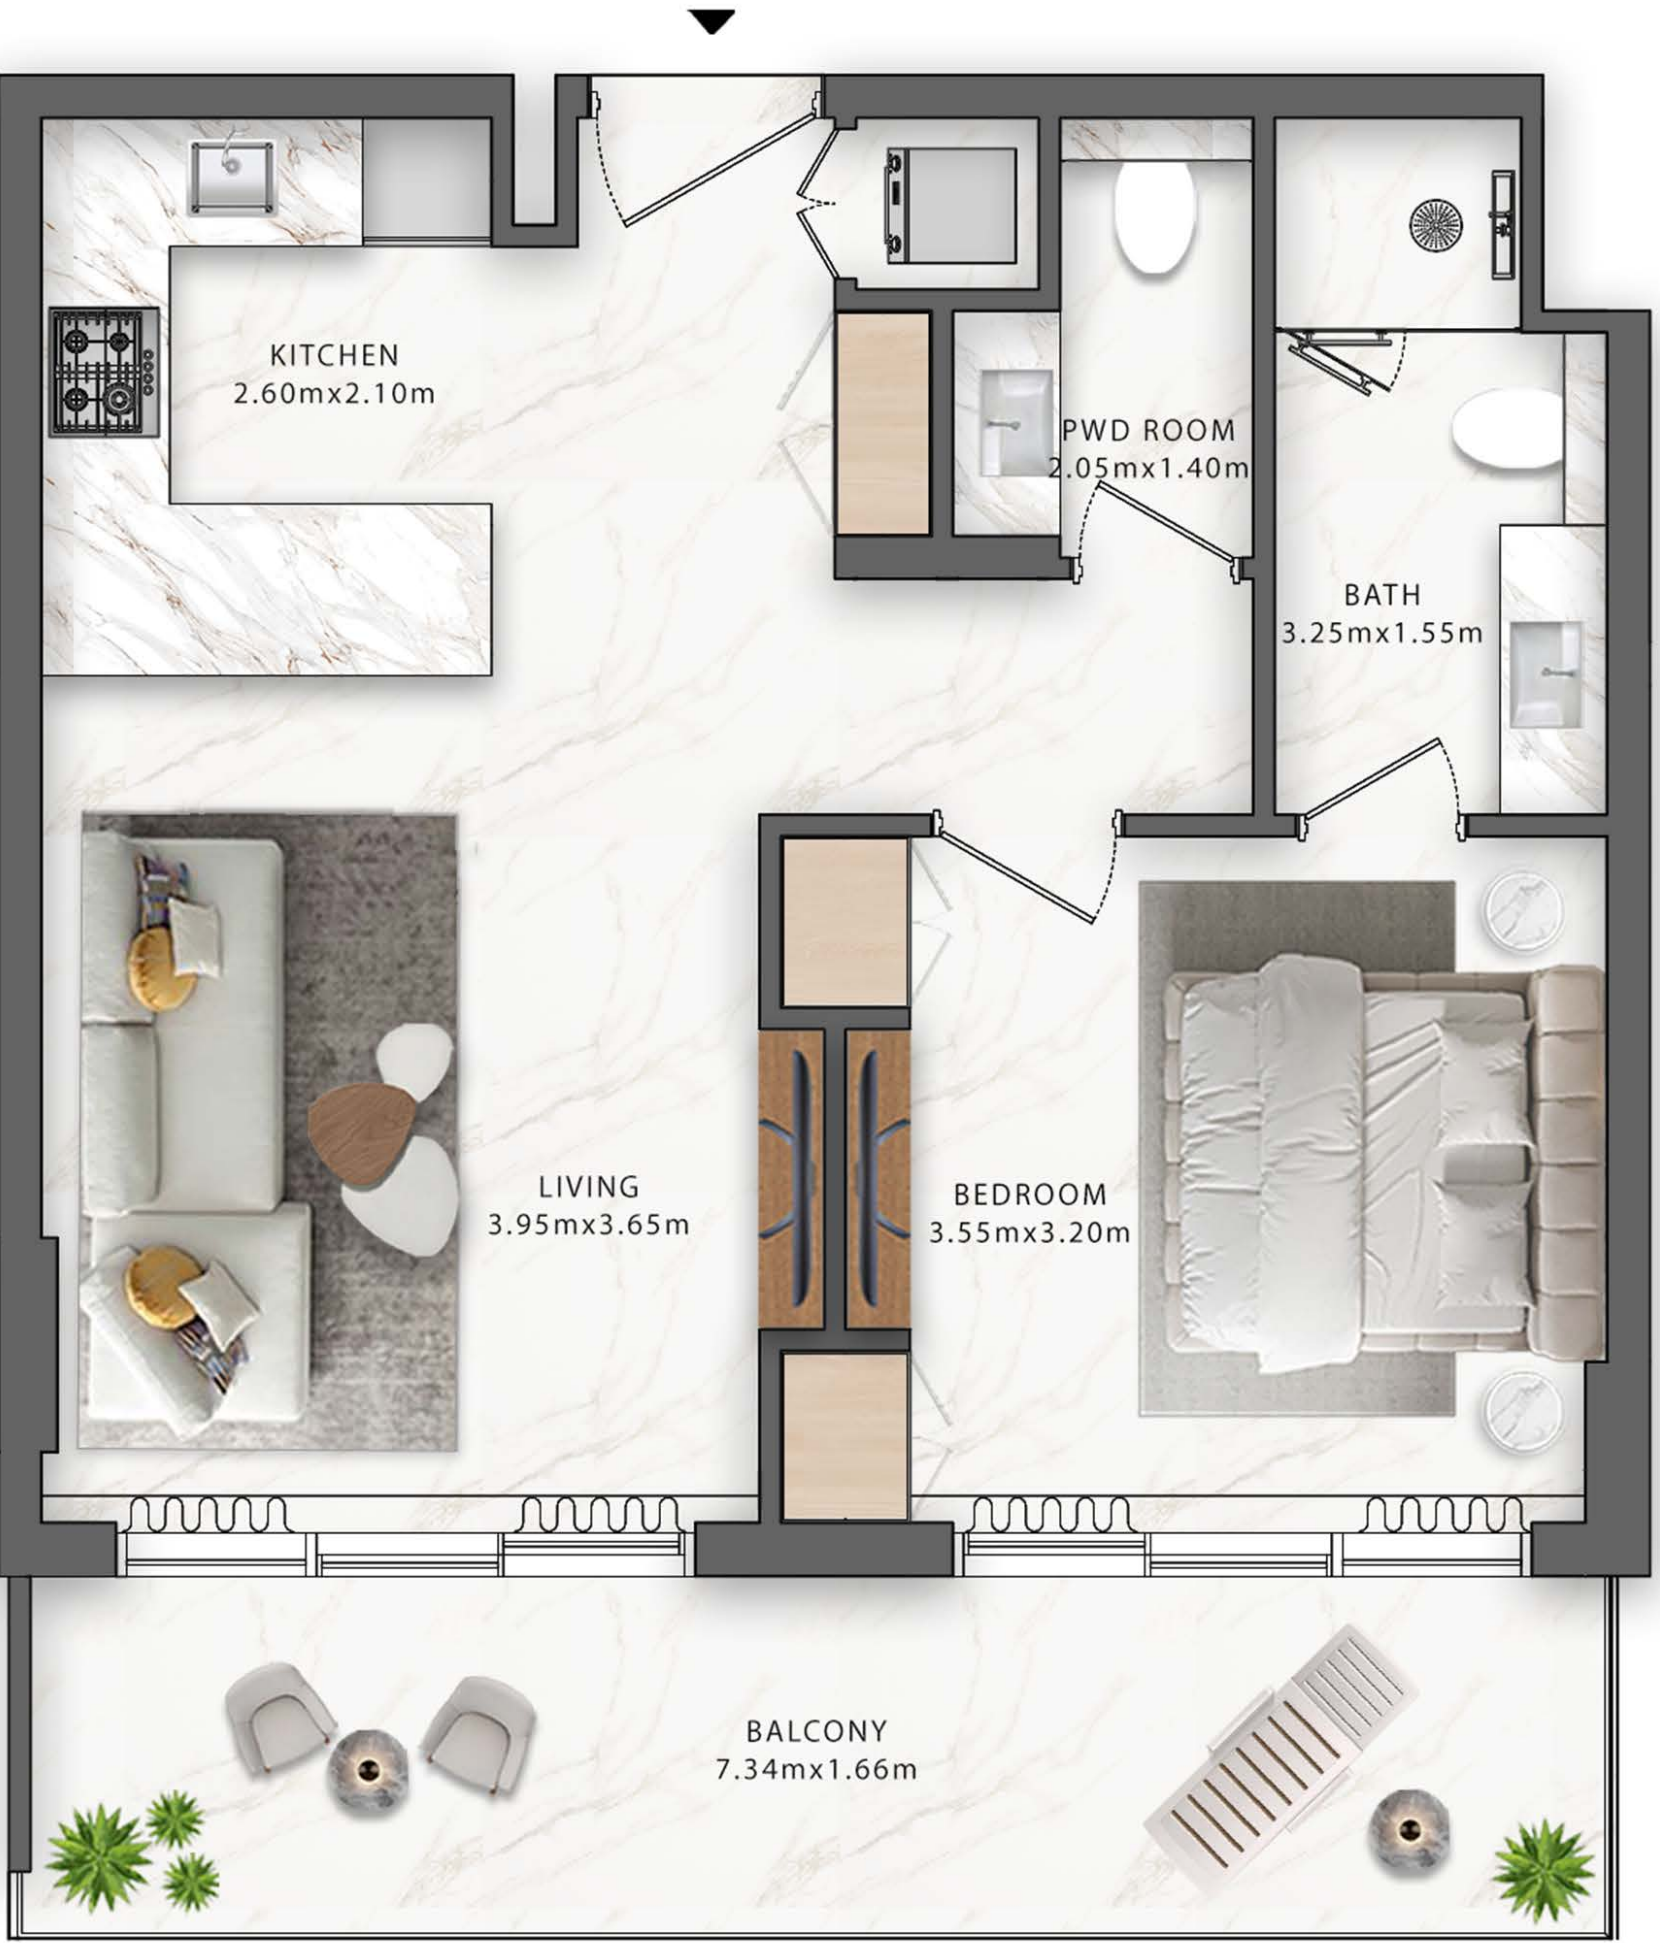 KITCHEN
2.60mx2.10m
PWD ROOM
2.05mx1.40m
BATH
3.25mx1.55m
LIVING
3.95mx3.65m
BEDROOM
3.55mx3.20m
BALCONY
7.34mx1.66m